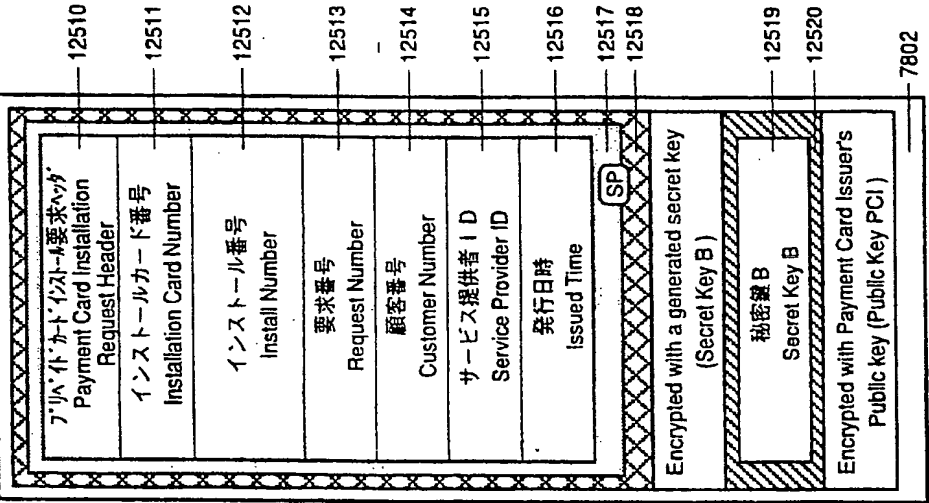 プリペイドカードインストール要求ヘッダ
Payment Card Installation
Request Header
インストールカード番号
Installation Card Number
インストール番号
Install Number
要求番号
Request Number
顧客番号
Customer Number
サービス提供者ID
Service Provider ID
発行日時
Issued Time
SP
Encrypted with a generated secret key
(Secret Key B )
秘密鍵B
Secret Key B
Encrypted with Payment Card Issuer's
Public key (Public Key PCI )
12510
12511
12512
12513
12514
12515
12516
12517
12518
12519
12520
7802